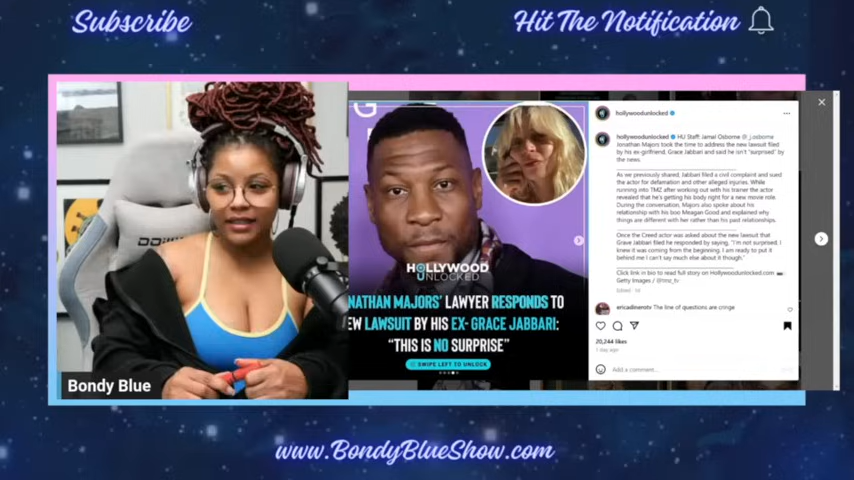 Subscribe
Hit The Notification
Bondy Blue
HOLLYWOOD
UNLOCKED
NATHAN MAJORS' LAWYER RESPONDS TO
EW LAWSUIT BY HIS EX- GRACE JABBARI:
"THIS IS NO SURPRISE"
SWIPE LEFT TO UNLOCK
hollywoodunlocked
hollywoodunlocked HU Staff: Jamal Osborne @
Jonathan Majors took the time to address the new lawsuit filed
by his ex-girlfriend, Grace Jabbari and said he isn't "surprised" by
the news.
As we previously shared, Jabbari filed a civil complaint and sued
the actor for defamation and other alleged injuries. While
running into TMZ after working out with his trainer the actor
revealed that he's getting his body right for a new movie role.
During the conversation, Majors also spoke about his
relationship with his boo Meagan Good and explained why
things are different with her rather than his past relationships.
Once the Creed actor was asked about the new lawsuit that
Grave Jabbari filed he responded by saying, "I'm not surprised. I
knew it was coming from the beginning. I am ready to put it
behind me I can't say much else about it though."
Click link in bio to read full story on Hollywoodunlocked.com
Getty Images / @tmz_tv
Edited · 1d
ericadinerstv The line of questions are cringe
20,244 likes
1 day ago
Add a comment...
www.BondyBlueShow.com